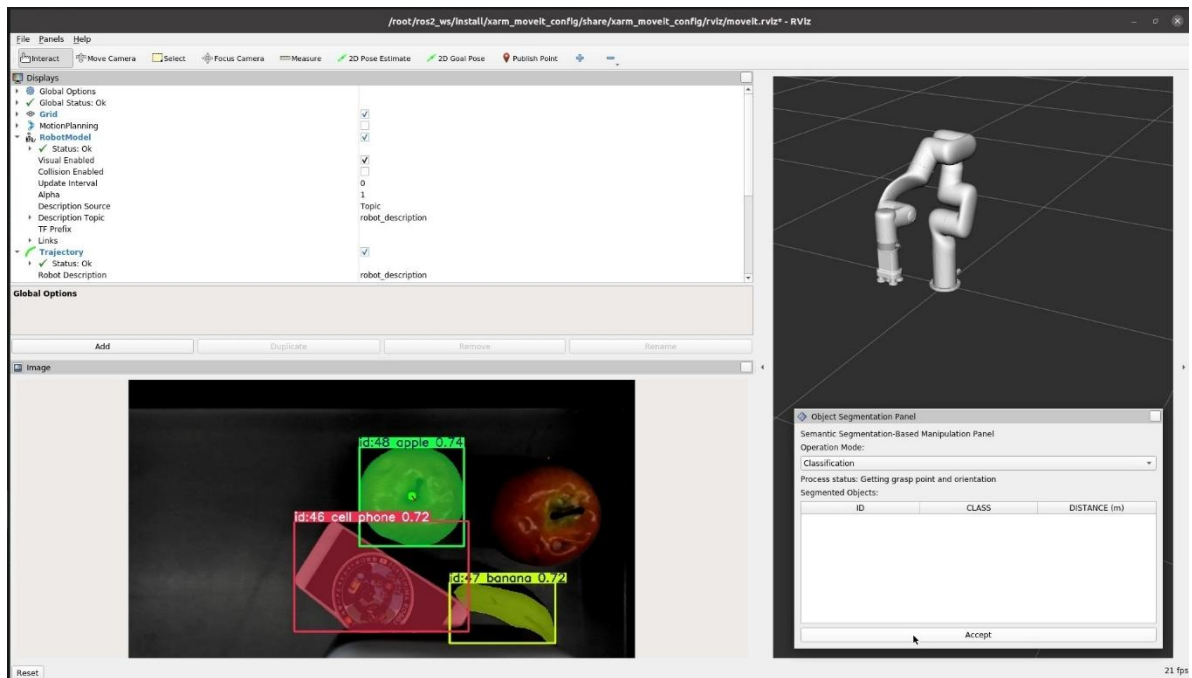 /root/ros2_ws/install/xarm_moveit_config/share/xarm_moveit_config/rviz/moveit.rviz* - RViz
File Panels Help
Interact Move Camera Select Focus Camera Measure 2D Pose Estimate 2D Goal Pose Publish Point
Displays
Global Options
Global Status: Ok
Grid
MotionPlanning
RobotModel
Status: Ok
Visual Enabled
Collision Enabled
Update Interval 0
Alpha 1
Description Source Topic
Description Topic robot_description
TF Prefix
Links
Trajectory
Status: Ok
Robot Description robot_description
Global Options
Add Duplicate Remove Rename
Image
id:48 apple 0.74
id:46 cell phone 0.72
id:47 banana 0.72
Object Segmentation Panel
Semantic Segmentation-Based Manipulation Panel
Operation Mode:
Classification
Process status: Getting grasp point and orientation
Segmented Objects:
ID CLASS DISTANCE (m)
Accept
Reset
21 fps